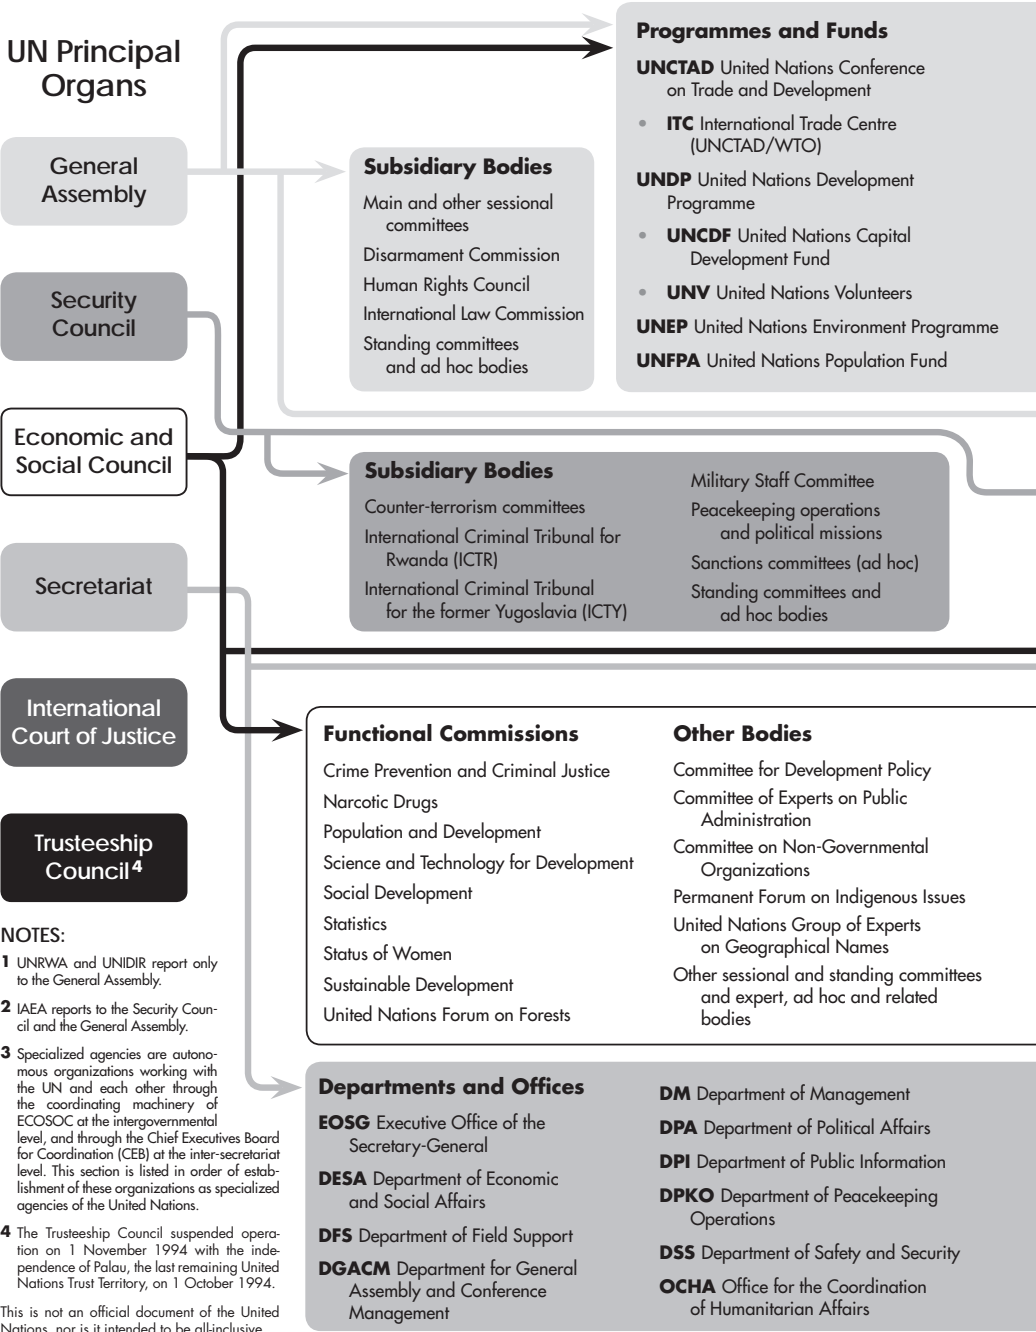 UN Principal
Organs
General
Assembly
Security
Council
Economic and
Social Council
Secretariat
International
Court of Justice
Trusteeship
Council 4
NOTES:
1 UNRWA and UNIDIR report only
to the General Assembly.
2 IAEA reports to the Security Coun-
cil and the General Assembly.
3 Specialized agencies are autono-
mous organizations working with
the UN and each other through
the coordinating machinery of
ECOSOC at the intergovernmental
level, and through the Chief Executives Board
for Coordination (CEB) at the inter-secretariat
level. This section is listed in order of estab-
lishment of these organizations as specialized
agencies of the United Nations.
4 The Trusteeship Council suspended opera-
tion on 1 November 1994 with the inde-
pendence of Palau, the last remaining United
Nations Trust Territory, on 1 October 1994.
This is not an official document of the United
Nations, nor is it intended to be all-inclusive.
Programmes and Funds
UNCTAD United Nations Conference
on Trade and Development
• ITC International Trade Centre
(UNCTAD/WTO)
UNDP United Nations Development
Programme
• UNCDF United Nations Capital
Development Fund
• UNV United Nations Volunteers
UNEP United Nations Environment Programme
UNFPA United Nations Population Fund
Subsidiary Bodies
Main and other sessional
committees
Disarmament Commission
Human Rights Council
International Law Commission
Standing committees
and ad hoc bodies
Subsidiary Bodies
Counter-terrorism committees
International Criminal Tribunal for
Rwanda (ICTR)
International Criminal Tribunal
for the former Yugoslavia (ICTY)
Military Staff Committee
Peacekeeping operations
and political missions
Sanctions committees (ad hoc)
Standing committees and
ad hoc bodies
Functional Commissions
Crime Prevention and Criminal Justice
Narcotic Drugs
Population and Development
Science and Technology for Development
Social Development
Statistics
Status of Women
Sustainable Development
United Nations Forum on Forests
Other Bodies
Committee for Development Policy
Committee of Experts on Public
Administration
Committee on Non-Governmental
Organizations
Permanent Forum on Indigenous Issues
United Nations Group of Experts
on Geographical Names
Other sessional and standing committees
and expert, ad hoc and related
bodies
Departments and Offices
EOSG Executive Office of the
Secretary-General
DESA Department of Economic
and Social Affairs
DFS Department of Field Support
DGACM Department for General
Assembly and Conference
Management
DM Department of Management
DPA Department of Political Affairs
DPI Department of Public Information
DPKO Department of Peacekeeping
Operations
DSS Department of Safety and Security
OCHA Office for the Coordination
of Humanitarian Affairs